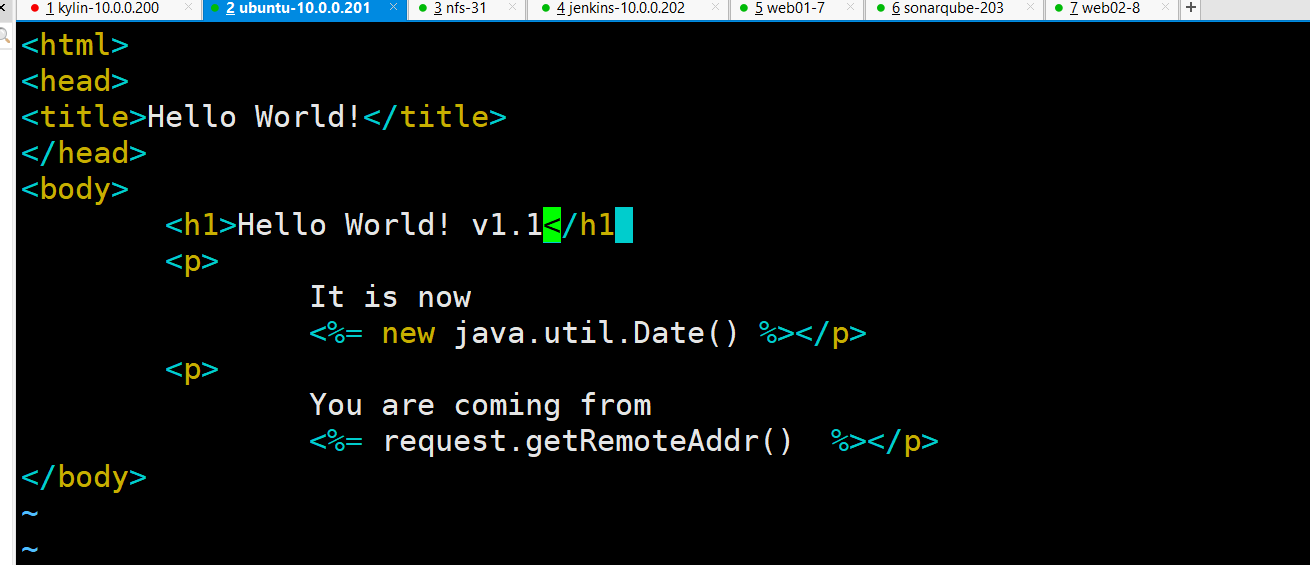 1 kylin-10.0.0.200 × 2 ubuntu-10.0.0.201 × 3 nfs-31 × 4 jenkins-10.0.0.202 × 5 web01-7 × 6 sonarqube-203 × 7 web02-8 × +
<html>
<head>
<title>Hello World!</title>
</head>
<body>
<h1>Hello World! v1.1</h1>
<p>
It is now
<%= new java.util.Date() %></p>
<p>
You are coming from
<%= request.getRemoteAddr()  %></p>
</body>
~
~